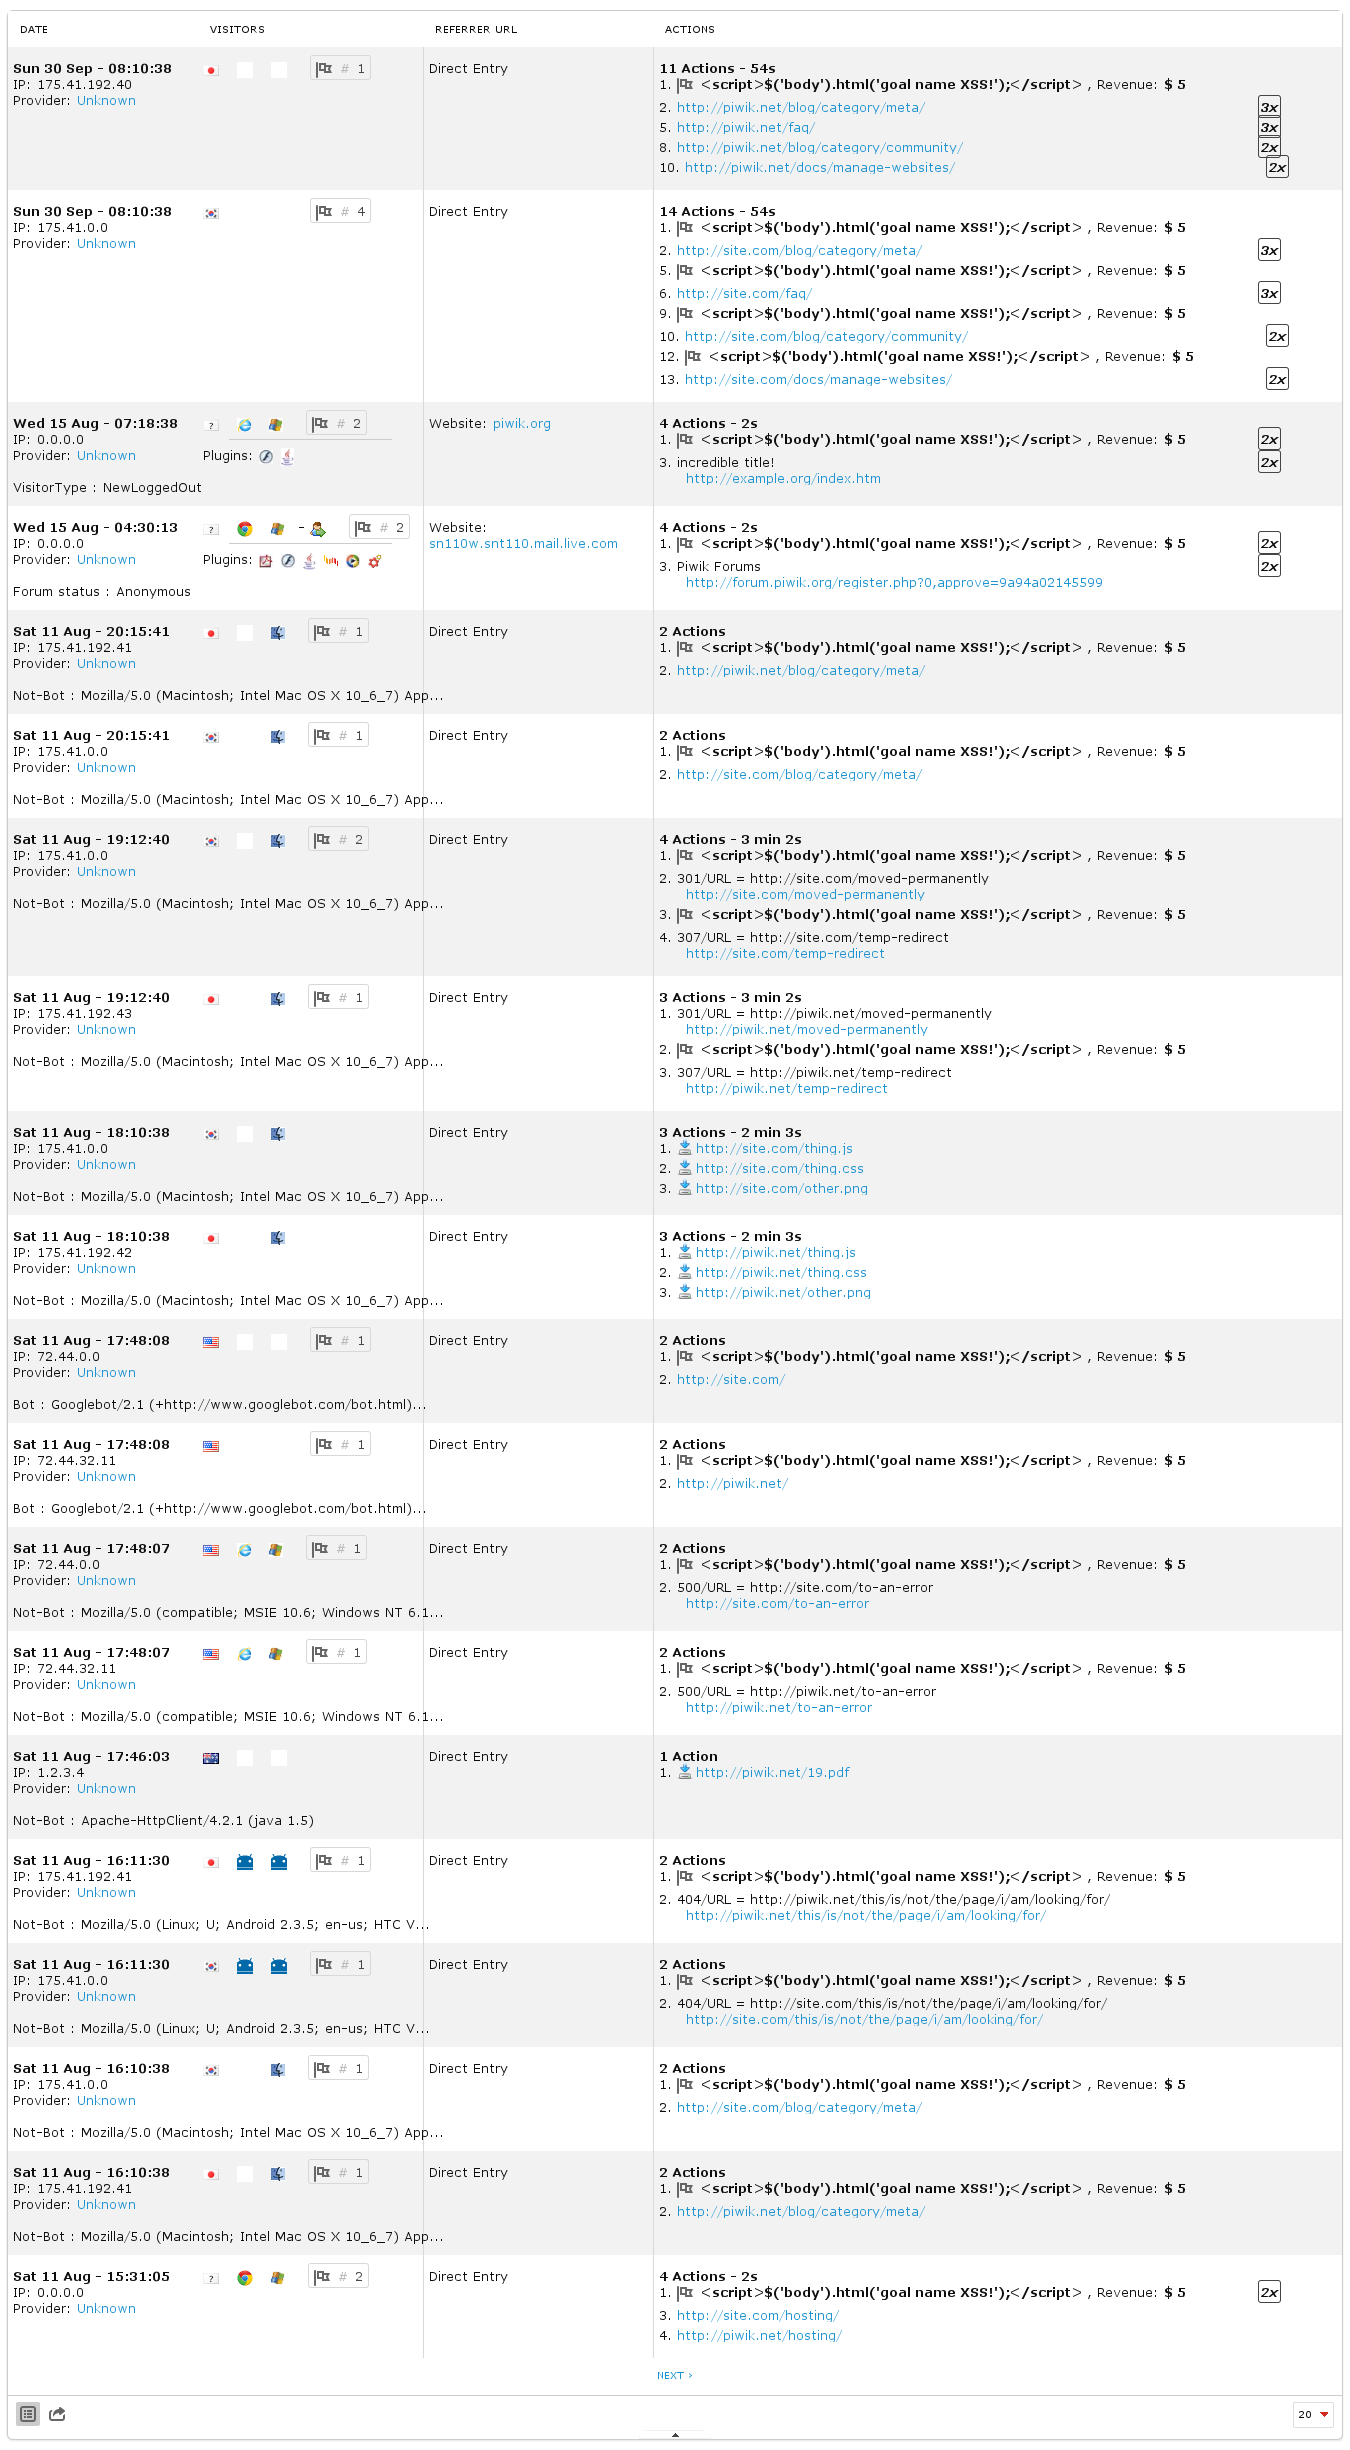 DATE VISITORS REFERRER URL ACTIONS
Sun 30 Sep - 08:10:38 # 1 Direct Entry 11 Actions - 54s
IP: 175.41.192.40 1. <script>$('body').html('goal name XSS!');</script> , Revenue: $ 5
Provider: Unknown
2. http://piwik.net/blog/category/meta/ 3x
5. http://piwik.net/faq/ 3x
8. http://piwik.net/blog/category/community/ 2x
10. http://piwik.net/docs/manage-websites/ 2x
Sun 30 Sep - 08:10:38 # 4 Direct Entry 14 Actions - 54s
IP: 175.41.0.0 1. <script>$('body').html('goal name XSS!');</script> , Revenue: $ 5
Provider: Unknown
2. http://site.com/blog/category/meta/ 3x
5. <script>$('body').html('goal name XSS!');</script> , Revenue: $ 5
6. http://site.com/faq/ 3x
9. <script>$('body').html('goal name XSS!');</script> , Revenue: $ 5
10. http://site.com/blog/category/community/ 2x
12. <script>$('body').html('goal name XSS!');</script> , Revenue: $ 5
13. http://site.com/docs/manage-websites/ 2x
Wed 15 Aug - 07:18:38 ? # 2 Website: piwik.org 4 Actions - 2s
IP: 0.0.0.0 1. <script>$('body').html('goal name XSS!');</script> , Revenue: $ 5 2x
Provider: Unknown Plugins: 3. incredible title! 2x
http://example.org/index.htm
VisitorType : NewLoggedOut
Wed 15 Aug - 04:30:13 ? - # 2 Website: 4 Actions - 2s
IP: 0.0.0.0 sn110w.snt110.mail.live.com 1. <script>$('body').html('goal name XSS!');</script> , Revenue: $ 5 2x
Provider: Unknown Plugins: 3. Piwik Forums 2x
http://forum.piwik.org/register.php?0,approve=9a94a02145599
Forum status : Anonymous
Sat 11 Aug - 20:15:41 # 1 Direct Entry 2 Actions
IP: 175.41.192.41 1. <script>$('body').html('goal name XSS!');</script> , Revenue: $ 5
Provider: Unknown 2. http://piwik.net/blog/category/meta/
Not-Bot : Mozilla/5.0 (Macintosh; Intel Mac OS X 10_6_7) App...
Sat 11 Aug - 20:15:41 # 1 Direct Entry 2 Actions
IP: 175.41.0.0 1. <script>$('body').html('goal name XSS!');</script> , Revenue: $ 5
Provider: Unknown 2. http://site.com/blog/category/meta/
Not-Bot : Mozilla/5.0 (Macintosh; Intel Mac OS X 10_6_7) App...
Sat 11 Aug - 19:12:40 # 2 Direct Entry 4 Actions - 3 min 2s
IP: 175.41.0.0 1. <script>$('body').html('goal name XSS!');</script> , Revenue: $ 5
Provider: Unknown 2. 301/URL = http://site.com/moved-permanently
http://site.com/moved-permanently
Not-Bot : Mozilla/5.0 (Macintosh; Intel Mac OS X 10_6_7) App...
3. <script>$('body').html('goal name XSS!');</script> , Revenue: $ 5
4. 307/URL = http://site.com/temp-redirect
http://site.com/temp-redirect
Sat 11 Aug - 19:12:40 # 1 Direct Entry 3 Actions - 3 min 2s
IP: 175.41.192.43 1. 301/URL = http://piwik.net/moved-permanently
Provider: Unknown http://piwik.net/moved-permanently
2. <script>$('body').html('goal name XSS!');</script> , Revenue: $ 5
Not-Bot : Mozilla/5.0 (Macintosh; Intel Mac OS X 10_6_7) App...
3. 307/URL = http://piwik.net/temp-redirect
http://piwik.net/temp-redirect
Sat 11 Aug - 18:10:38 Direct Entry 3 Actions - 2 min 3s
IP: 175.41.0.0 1. http://site.com/thing.js
Provider: Unknown 2. http://site.com/thing.css
3. http://site.com/other.png
Not-Bot : Mozilla/5.0 (Macintosh; Intel Mac OS X 10_6_7) App...
Sat 11 Aug - 18:10:38 Direct Entry 3 Actions - 2 min 3s
IP: 175.41.192.42 1. http://piwik.net/thing.js
Provider: Unknown 2. http://piwik.net/thing.css
3. http://piwik.net/other.png
Not-Bot : Mozilla/5.0 (Macintosh; Intel Mac OS X 10_6_7) App...
Sat 11 Aug - 17:48:08 # 1 Direct Entry 2 Actions
IP: 72.44.0.0 1. <script>$('body').html('goal name XSS!');</script> , Revenue: $ 5
Provider: Unknown 2. http://site.com/
Bot : Googlebot/2.1 (+http://www.googlebot.com/bot.html)...
Sat 11 Aug - 17:48:08 # 1 Direct Entry 2 Actions
IP: 72.44.32.11 1. <script>$('body').html('goal name XSS!');</script> , Revenue: $ 5
Provider: Unknown 2. http://piwik.net/
Bot : Googlebot/2.1 (+http://www.googlebot.com/bot.html)...
Sat 11 Aug - 17:48:07 # 1 Direct Entry 2 Actions
IP: 72.44.0.0 1. <script>$('body').html('goal name XSS!');</script> , Revenue: $ 5
Provider: Unknown 2. 500/URL = http://site.com/to-an-error
http://site.com/to-an-error
Not-Bot : Mozilla/5.0 (compatible; MSIE 10.6; Windows NT 6.1...
Sat 11 Aug - 17:48:07 # 1 Direct Entry 2 Actions
IP: 72.44.32.11 1. <script>$('body').html('goal name XSS!');</script> , Revenue: $ 5
Provider: Unknown 2. 500/URL = http://piwik.net/to-an-error
http://piwik.net/to-an-error
Not-Bot : Mozilla/5.0 (compatible; MSIE 10.6; Windows NT 6.1...
Sat 11 Aug - 17:46:03 Direct Entry 1 Action
IP: 1.2.3.4 1. http://piwik.net/19.pdf
Provider: Unknown
Not-Bot : Apache-HttpClient/4.2.1 (java 1.5)
Sat 11 Aug - 16:11:30 # 1 Direct Entry 2 Actions
IP: 175.41.192.41 1. <script>$('body').html('goal name XSS!');</script> , Revenue: $ 5
Provider: Unknown 2. 404/URL = http://piwik.net/this/is/not/the/page/i/am/looking/for/
http://piwik.net/this/is/not/the/page/i/am/looking/for/
Not-Bot : Mozilla/5.0 (Linux; U; Android 2.3.5; en-us; HTC V...
Sat 11 Aug - 16:11:30 # 1 Direct Entry 2 Actions
IP: 175.41.0.0 1. <script>$('body').html('goal name XSS!');</script> , Revenue: $ 5
Provider: Unknown 2. 404/URL = http://site.com/this/is/not/the/page/i/am/looking/for/
http://site.com/this/is/not/the/page/i/am/looking/for/
Not-Bot : Mozilla/5.0 (Linux; U; Android 2.3.5; en-us; HTC V...
Sat 11 Aug - 16:10:38 # 1 Direct Entry 2 Actions
IP: 175.41.0.0 1. <script>$('body').html('goal name XSS!');</script> , Revenue: $ 5
Provider: Unknown 2. http://site.com/blog/category/meta/
Not-Bot : Mozilla/5.0 (Macintosh; Intel Mac OS X 10_6_7) App...
Sat 11 Aug - 16:10:38 # 1 Direct Entry 2 Actions
IP: 175.41.192.41 1. <script>$('body').html('goal name XSS!');</script> , Revenue: $ 5
Provider: Unknown 2. http://piwik.net/blog/category/meta/
Not-Bot : Mozilla/5.0 (Macintosh; Intel Mac OS X 10_6_7) App...
Sat 11 Aug - 15:31:05 ? # 2 Direct Entry 4 Actions - 2s
IP: 0.0.0.0 1. <script>$('body').html('goal name XSS!');</script> , Revenue: $ 5 2x
Provider: Unknown 3. http://site.com/hosting/
4. http://piwik.net/hosting/
NEXT ›
20